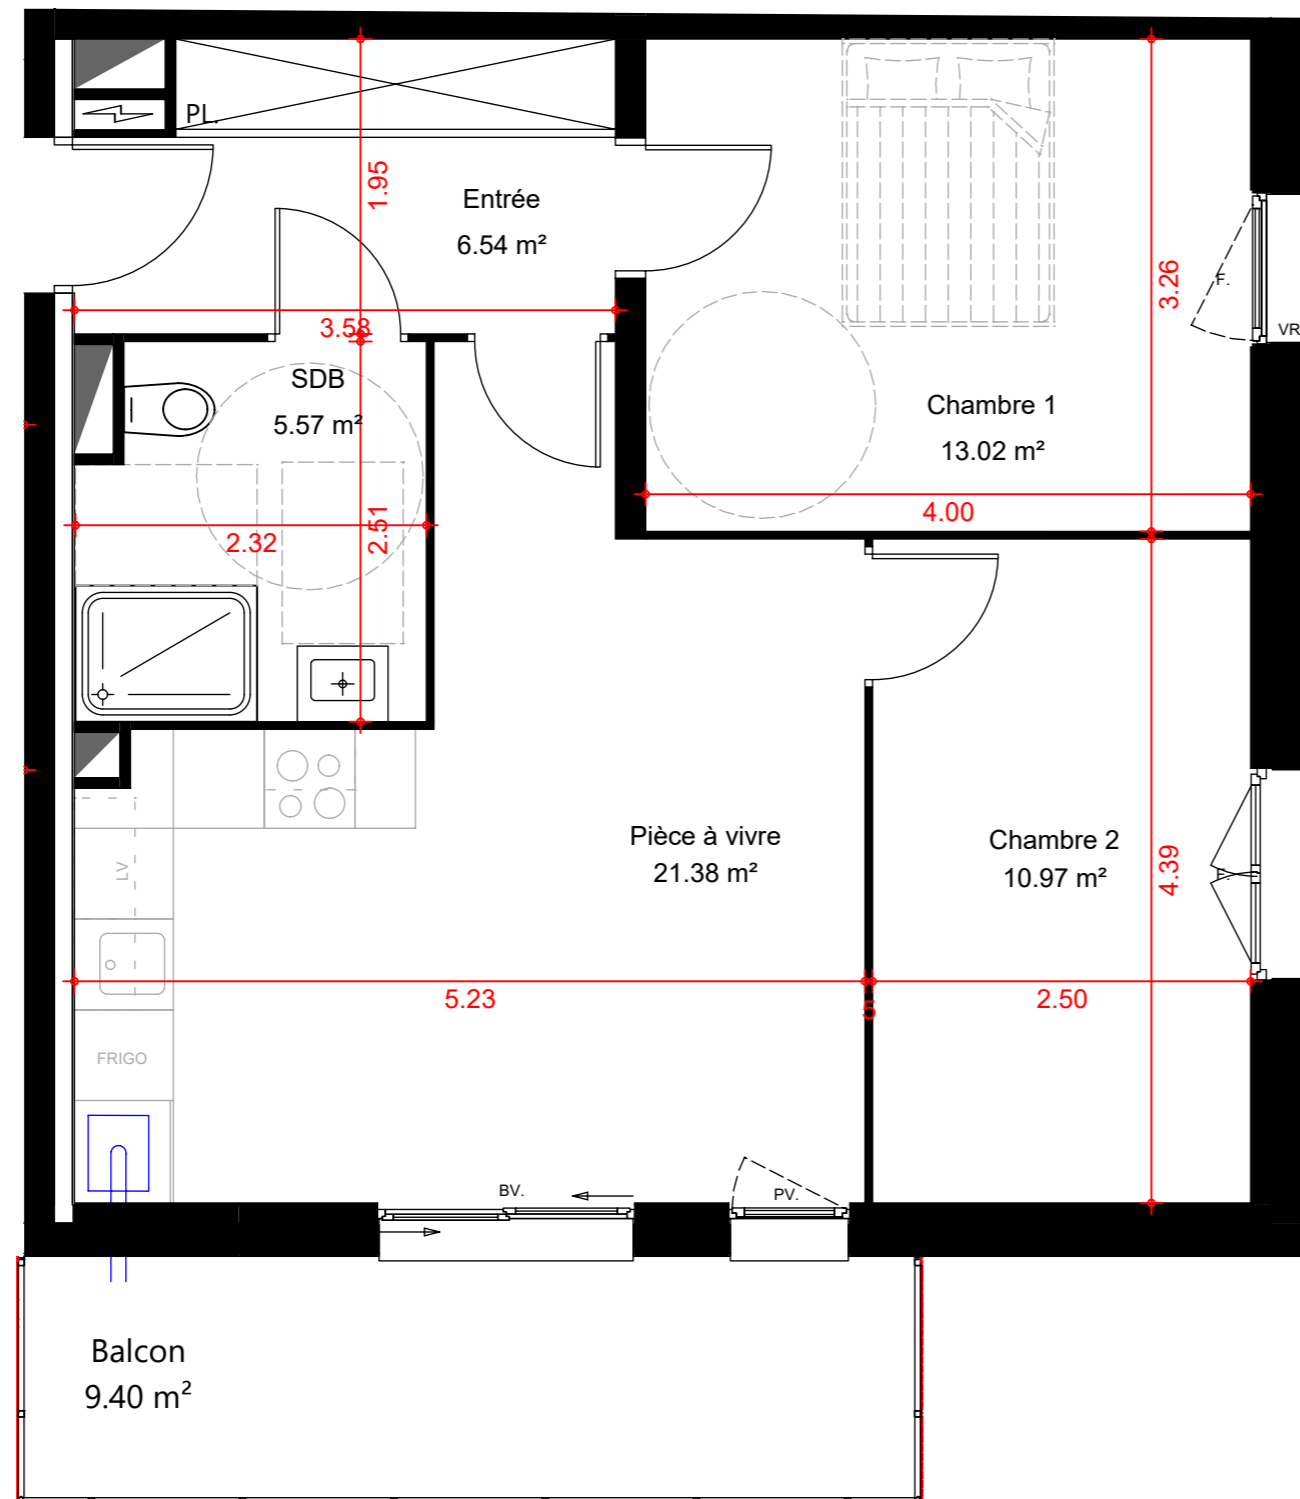 PL.
1.95
Entrée
6.54 m²
3.26
F.
VR
3.58
SDB
5.57 m²
Chambre 1
13.02 m²
4.00
2.32
2.51
Pièce à vivre
21.38 m²
Chambre 2
10.97 m²
4.39
F.
LV
5.23
5
2.50
FRIGO
BV.
PV.
Balcon
9.40 m²